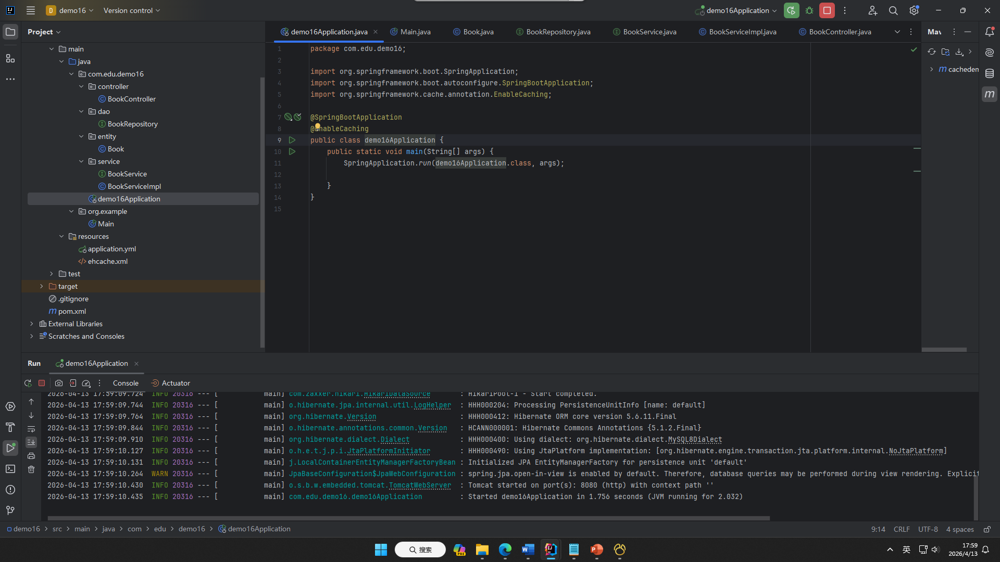 D demo16 Version control demo16Application
Project
demo16Application.java Main.java Book.java BookRepository.java BookService.java BookServiceImpl.java BookController.java
main
java
com.edu.demo16
controller
BookController
dao
BookRepository
entity
Book
service
BookService
BookServiceImpl
demo16Application
org.example
Main
resources
application.yml
ehcache.xml
test
target
.gitignore
pom.xml
External Libraries
Scratches and Consoles
1 package com.edu.demo16;
2
3 import org.springframework.boot.SpringApplication;
4 import org.springframework.boot.autoconfigure.SpringBootApplication;
5 import org.springframework.cache.annotation.EnableCaching;
6
7 @SpringBootApplication
8 @EnableCaching
9 public class demo16Application {
10 public static void main(String[] args) {
11 SpringApplication.run(demo16Application.class, args);
12
13 }
14 }
15
Run demo16Application
Console Actuator
2026-04-13 17:59:09.724 INFO 20316 --- [ main] com.zaxxer.hikari.HikariDataSource : HikariPool-1 - Start completed.
2026-04-13 17:59:09.744 INFO 20316 --- [ main] o.hibernate.jpa.internal.util.LogHelper : HHH000204: Processing PersistenceUnitInfo [name: default]
2026-04-13 17:59:09.764 INFO 20316 --- [ main] org.hibernate.Version : HHH000412: Hibernate ORM core version 5.6.11.Final
2026-04-13 17:59:09.844 INFO 20316 --- [ main] o.hibernate.annotations.common.Version : HCANN000001: Hibernate Commons Annotations {5.1.2.Final}
2026-04-13 17:59:09.910 INFO 20316 --- [ main] org.hibernate.dialect.Dialect : HHH000400: Using dialect: org.hibernate.dialect.MySQL8Dialect
2026-04-13 17:59:10.127 INFO 20316 --- [ main] o.h.e.t.j.p.i.JtaPlatformInitiator : HHH000490: Using JtaPlatform implementation: [org.hibernate.engine.transaction.jta.platform.internal.NoJtaPlatform]
2026-04-13 17:59:10.131 INFO 20316 --- [ main] j.LocalContainerEntityManagerFactoryBean : Initialized JPA EntityManagerFactory for persistence unit 'default'
2026-04-13 17:59:10.264 WARN 20316 --- [ main] JpaBaseConfiguration$JpaWebConfiguration : spring.jpa.open-in-view is enabled by default. Therefore, database queries may be performed during view rendering. Explicit
2026-04-13 17:59:10.430 INFO 20316 --- [ main] o.s.b.w.embedded.tomcat.TomcatWebServer : Tomcat started on port(s): 8080 (http) with context path ''
2026-04-13 17:59:10.435 INFO 20316 --- [ main] com.edu.demo16.demo16Application : Started demo16Application in 1.756 seconds (JVM running for 2.032)
Mav
cacheden
demo16 > src > main > java > com > edu > demo16 > demo16Application
9:14 CRLF UTF-8 4 spaces
搜索
英
17:59
2026/4/13